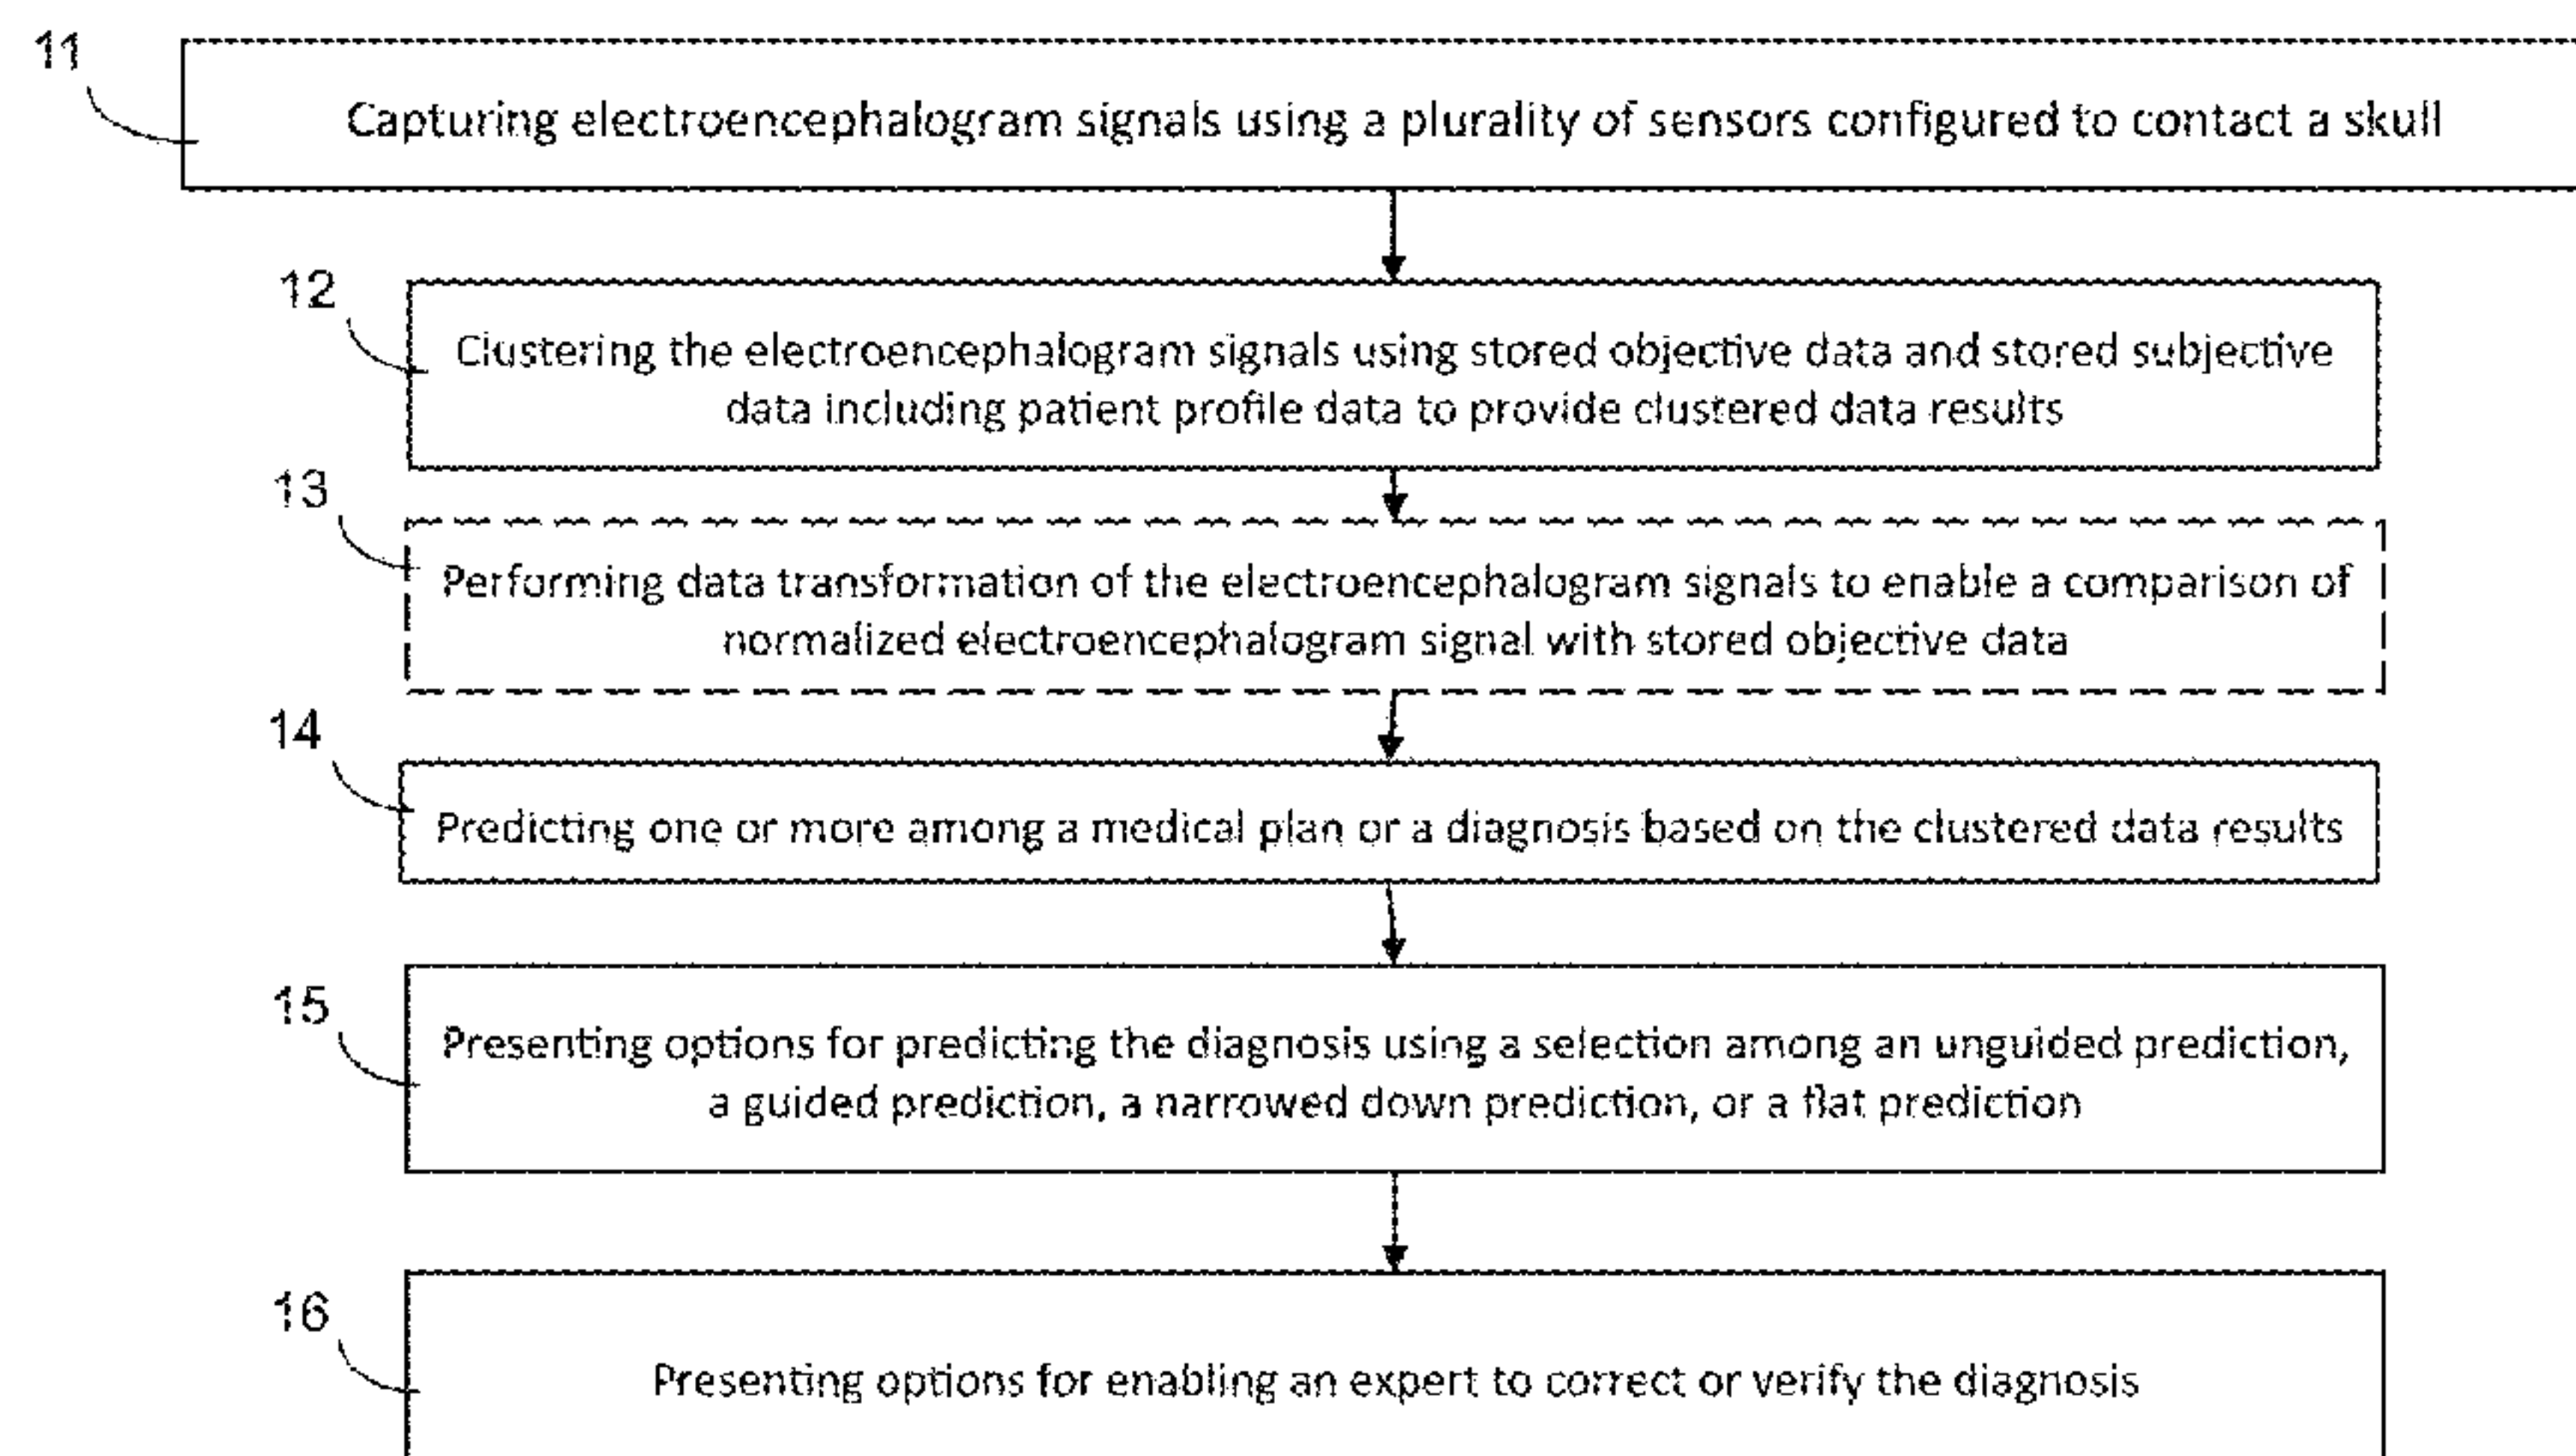 11
Capturing electroencephalogram signals using a plurality of sensors configured to contact a skull
12
Clustering the electroencephalogram signals using stored objective data and stored subjective
data including patient profile data to provide clustered data results
13
Performing data transformation of the electroencephalogram signals to enable a comparison of
normalized electroencephalogram signal with stored objective data
14
Predicting one or more among a medical plan or a diagnosis based on the clustered data results
15
Presenting options for predicting the diagnosis using a selection among an unguided prediction,
a guided prediction, a narrowed down prediction, or a flat prediction
16
Presenting options for enabling an expert to correct or verify the diagnosis